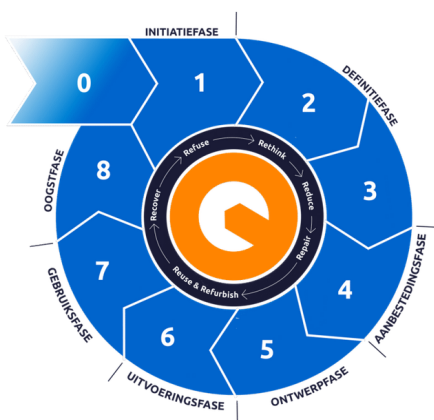 INITIATIEFASE
DEFINITIEFASE
AANBESTEDINGSFASE
ONTWERPFASE
UITVOERINGSFASE
GEBRUIKSFASE
OOGSTFASE
0
1
2
3
4
5
6
7
8
Refuse
Rethink
Reduce
Repair
Reuse & Refurbish
Recover